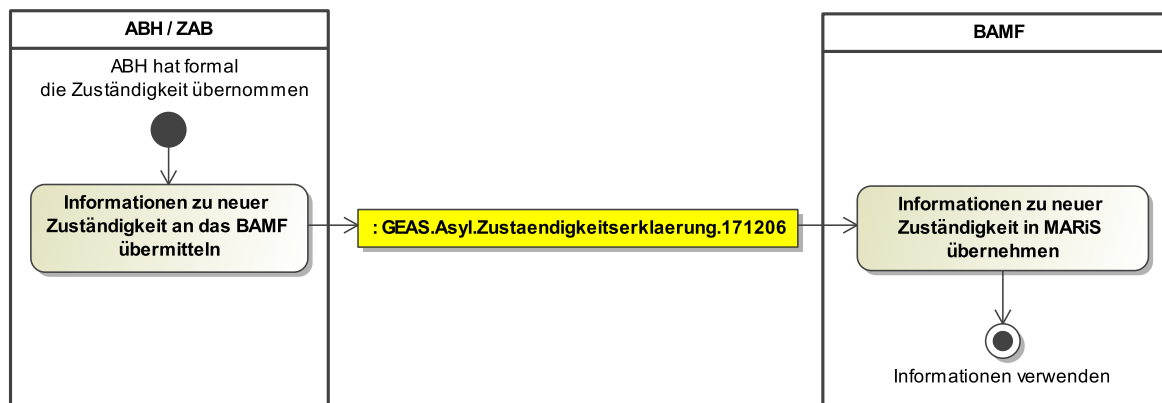 ABH / ZAB
ABH hat formal
die Zuständigkeit übernommen
Informationen zu neuer
Zuständigkeit an das BAMF
übermitteln
: GEAS.Asyl.Zustaendigkeitserklaerung.171206
BAMF
Informationen zu neuer
Zuständigkeit in MARiS
übernehmen
Informationen verwenden